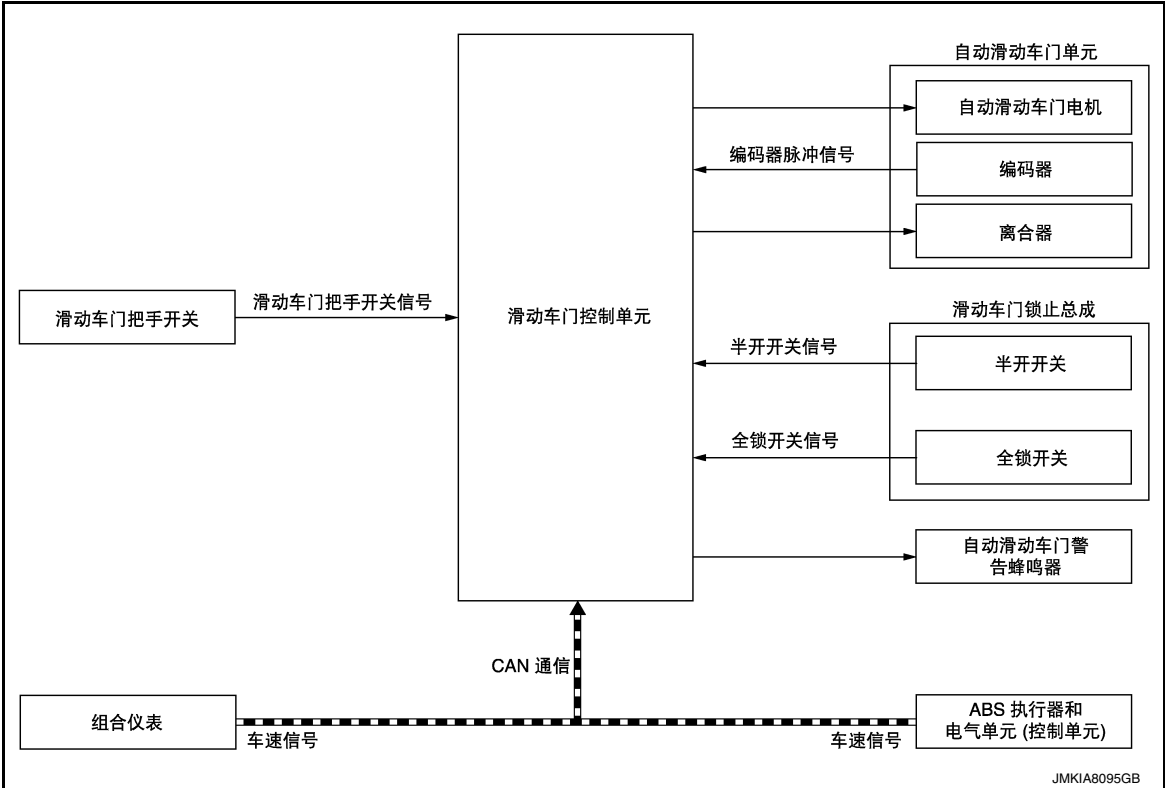 自动滑动车门单元
自动滑动车门电机
编码器脉冲信号
编码器
离合器
滑动车门把手开关
滑动车门把手开关信号
滑动车门控制单元
滑动车门锁止总成
半开开关信号
半开开关
全锁开关信号
全锁开关
自动滑动车门警
告蜂鸣器
CAN 通信
组合仪表
车速信号
车速信号
ABS 执行器和
电气单元 (控制单元)
JMKIA8095GB